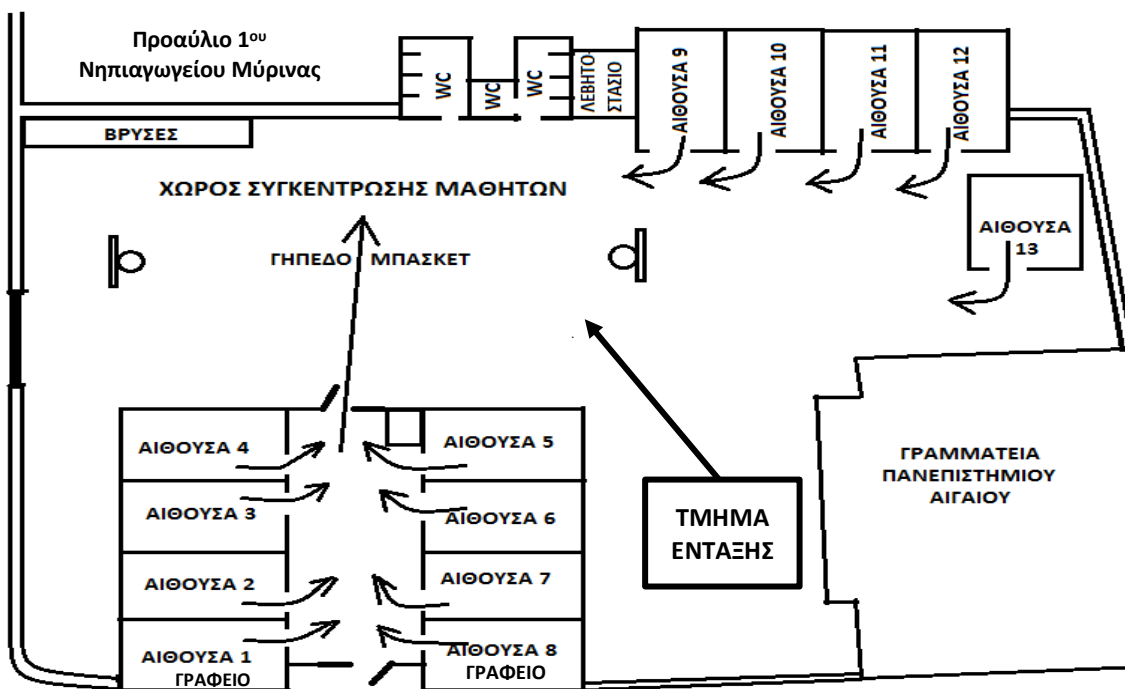 Προαύλιο 1ου
Νηπιαγωγείου Μύρινας
WC
WC
WC
ΛΕΒΗΤΟ-
ΣΤΑΣΙΟ
ΑΙΘΟΥΣΑ 9
ΑΙΘΟΥΣΑ 10
ΑΙΘΟΥΣΑ 11
ΑΙΘΟΥΣΑ 12
ΒΡΥΣΕΣ
ΧΩΡΟΣ ΣΥΓΚΕΝΤΡΩΣΗΣ ΜΑΘΗΤΩΝ
ΑΙΘΟΥΣΑ
13
ΓΗΠΕΔΟ ΜΠΑΣΚΕΤ
ΑΙΘΟΥΣΑ 4
ΑΙΘΟΥΣΑ 5
ΑΙΘΟΥΣΑ 3
ΑΙΘΟΥΣΑ 6
ΑΙΘΟΥΣΑ 2
ΑΙΘΟΥΣΑ 7
ΑΙΘΟΥΣΑ 1
ΓΡΑΦΕΙΟ
ΑΙΘΟΥΣΑ 8
ΓΡΑΦΕΙΟ
ΤΜΗΜΑ
ΕΝΤΑΞΗΣ
ΓΡΑΜΜΑΤΕΙΑ
ΠΑΝΕΠΙΣΤΗΜΙΟΥ
ΑΙΓΑΙΟΥ